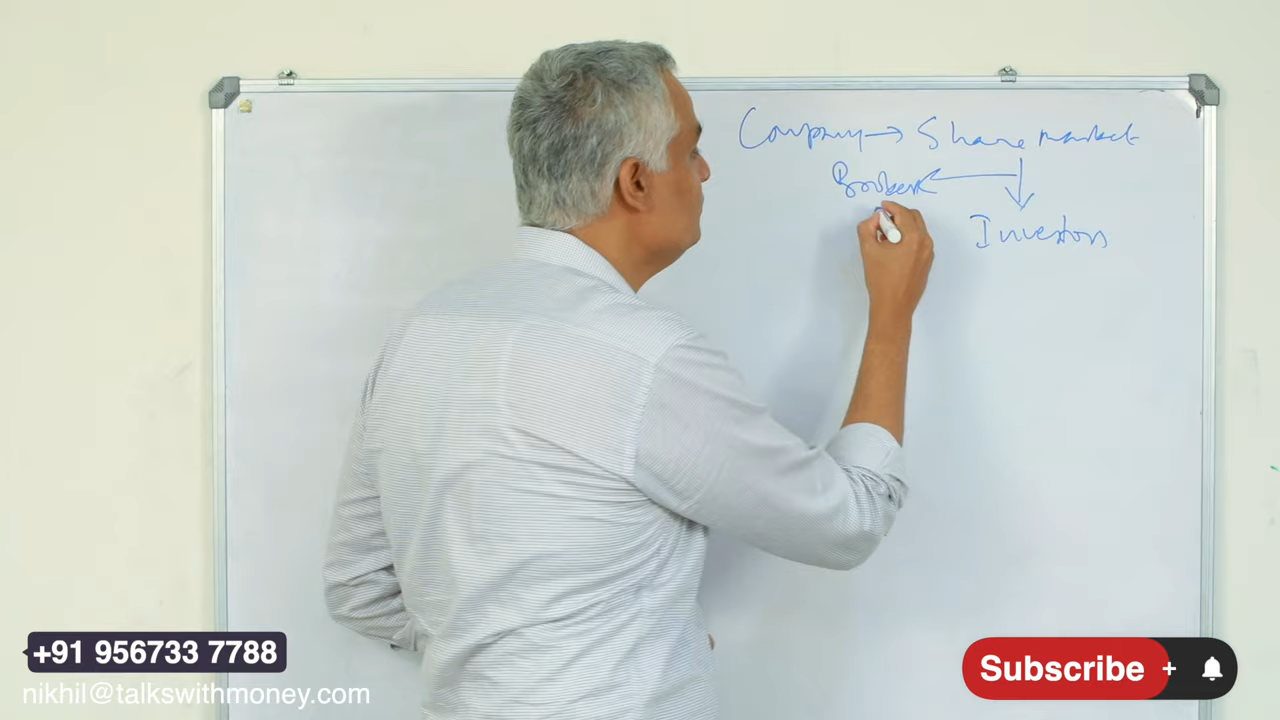 Company → Share market
Broker
Investors
+91 956733 7788
nikhil@talkswithmoney.com
Subscribe +